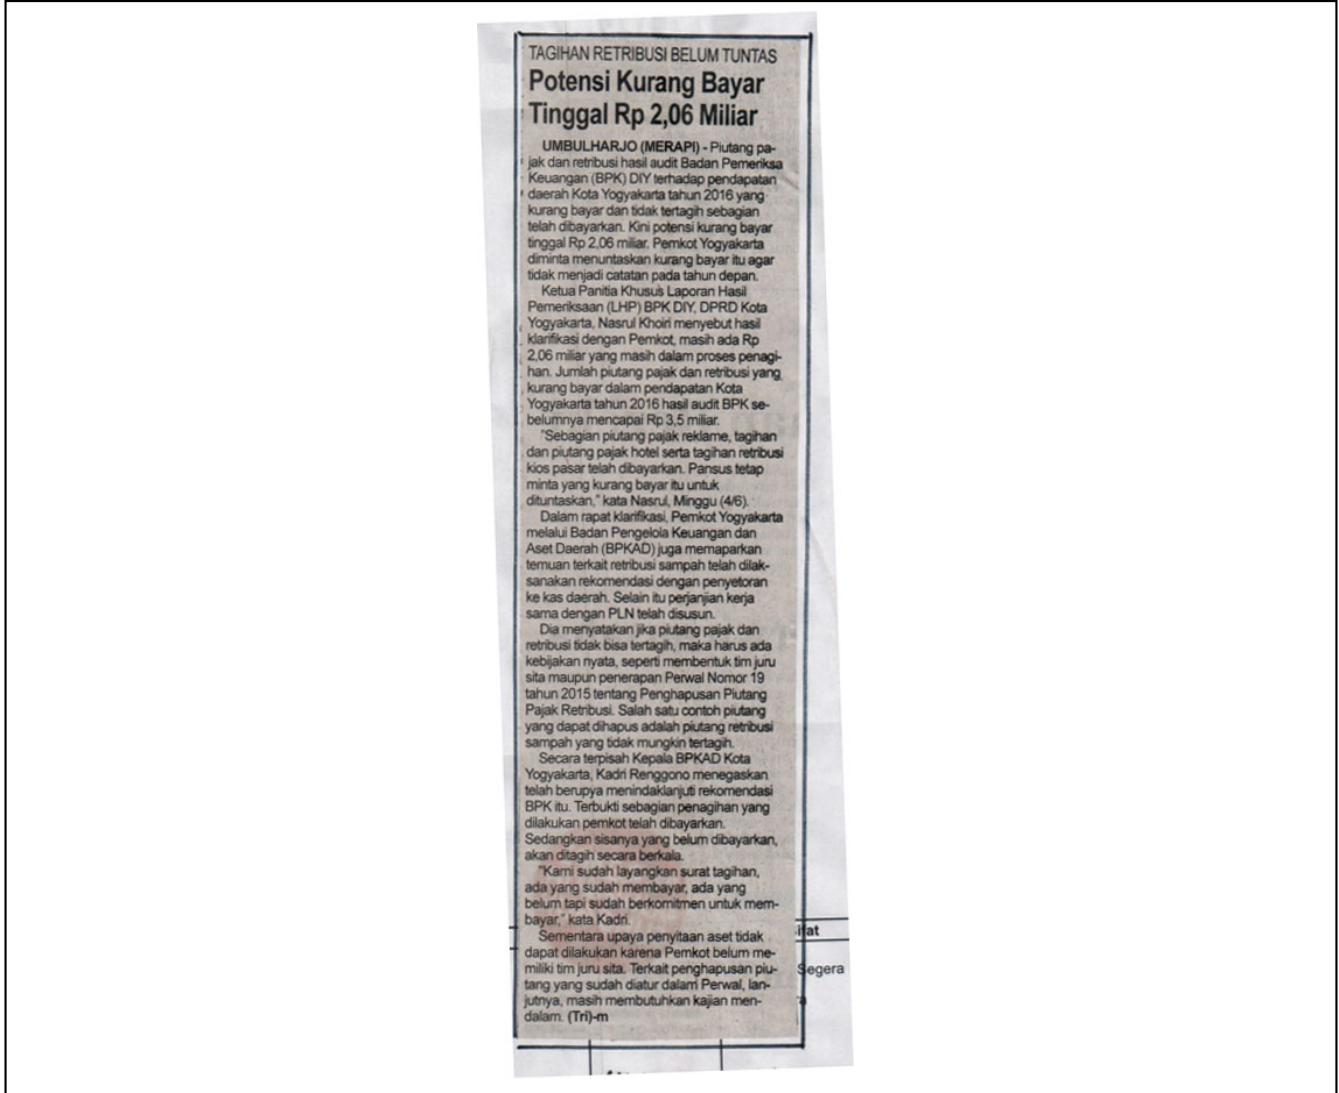 TAGIHAN RETRIBUSI BELUM TUNTAS
Potensi Kurang Bayar
Tinggal Rp 2,06 Miliar
UMBULHARJO (MERAPI) - Piutang pa-
jak dan retribusi hasil audit Badan Pemeriksa
Keuangan (BPK) DIY terhadap pendapatan
daerah Kota Yogyakarta tahun 2016 yang
kurang bayar dan tidak tertagih sebagian
telah dibayarkan. Kini potensi kurang bayar
tinggal Rp 2,06 miliar. Pemkot Yogyakarta
diminta menuntaskan kurang bayar itu agar
tidak menjadi catatan pada tahun depan.
Ketua Panitia Khusus Laporan Hasil
Pemeriksaan (LHP) BPK DIY, DPRD Kota
Yogyakarta, Nasrul Khoiri menyebut hasil
klarifikasi dengan Pemkot, masih ada Rp
2,06 miliar yang masih dalam proses penagi-
han. Jumlah piutang pajak dan retribusi yang
kurang bayar dalam pendapatan Kota
Yogyakarta tahun 2016 hasil audit BPK se-
belumnya mencapai Rp 3,5 miliar.
"Sebagian piutang pajak reklame, tagihan
dan piutang pajak hotel serta tagihan retribusi
kios pasar telah dibayarkan. Pansus tetap
minta yang kurang bayar itu untuk
dituntaskan," kata Nasrul, Minggu (4/6).
Dalam rapat klarifikasi, Pemkot Yogyakarta
melalui Badan Pengelola Keuangan dan
Aset Daerah (BPKAD) juga memaparkan
temuan terkait retribusi sampah telah dilak-
sanakan rekomendasi dengan penyetoran
ke kas daerah. Selain itu perjanjian kerja
sama dengan PLN telah disusun.
Dia menyatakan jika piutang pajak dan
retribusi tidak bisa tertagih, maka harus ada
kebijakan nyata, seperti membentuk tim juru
sita maupun penerapan Perwal Nomor 19
tahun 2015 tentang Penghapusan Piutang
Pajak Retribusi. Salah satu contoh piutang
yang dapat dihapus adalah piutang retribusi
sampah yang tidak mungkin tertagih.
Secara terpisah Kepala BPKAD Kota
Yogyakarta, Kadri Renggono menegaskan
telah berupya menindaklanjuti rekomendasi
BPK itu. Terbukti sebagian penagihan yang
dilakukan pemkot telah dibayarkan.
Sedangkan sisanya yang belum dibayarkan,
akan ditagih secara berkala.
"Kami sudah layangkan surat tagihan,
ada yang sudah membayar, ada yang
belum tapi sudah berkomitmen untuk mem-
bayar," kata Kadri.
Sementara upaya penyitaan aset tidak
dapat dilakukan karena Pemkot belum me-
miliki tim juru sita. Terkait penghapusan piu-
tang yang sudah diatur dalam Perwal, lan-
jutnya, masih membutuhkan kajian men-
dalam. (Tri)-m
Segera